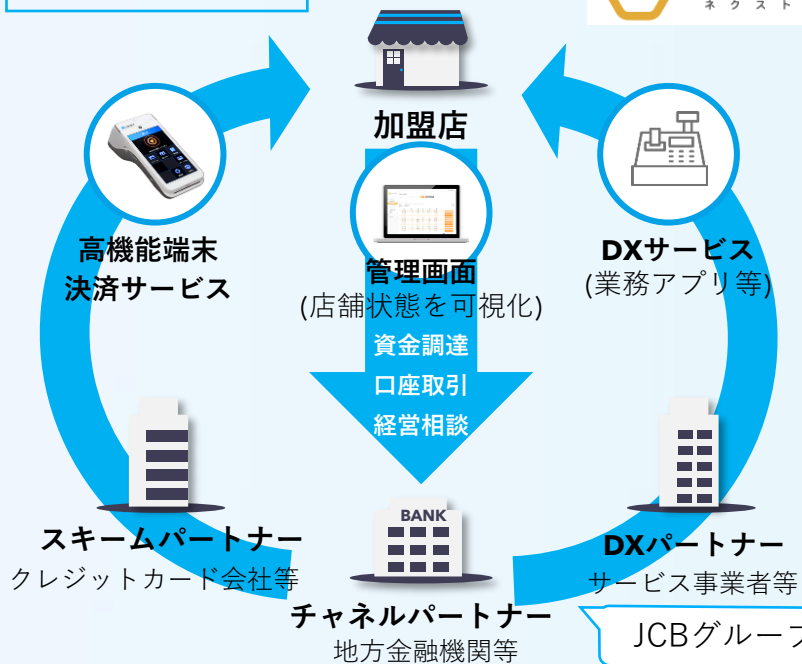 ネクスト
加盟店
高機能端末
決済サービス
管理画面
(店舗状態を可視化)
DXサービス
(業務アプリ等)
資金調達
口座取引
経営相談
スキームパートナー
クレジットカード会社等
BANK
チャネルパートナー
地方金融機関等
DXパートナー
サービス事業者等
JCBグループ